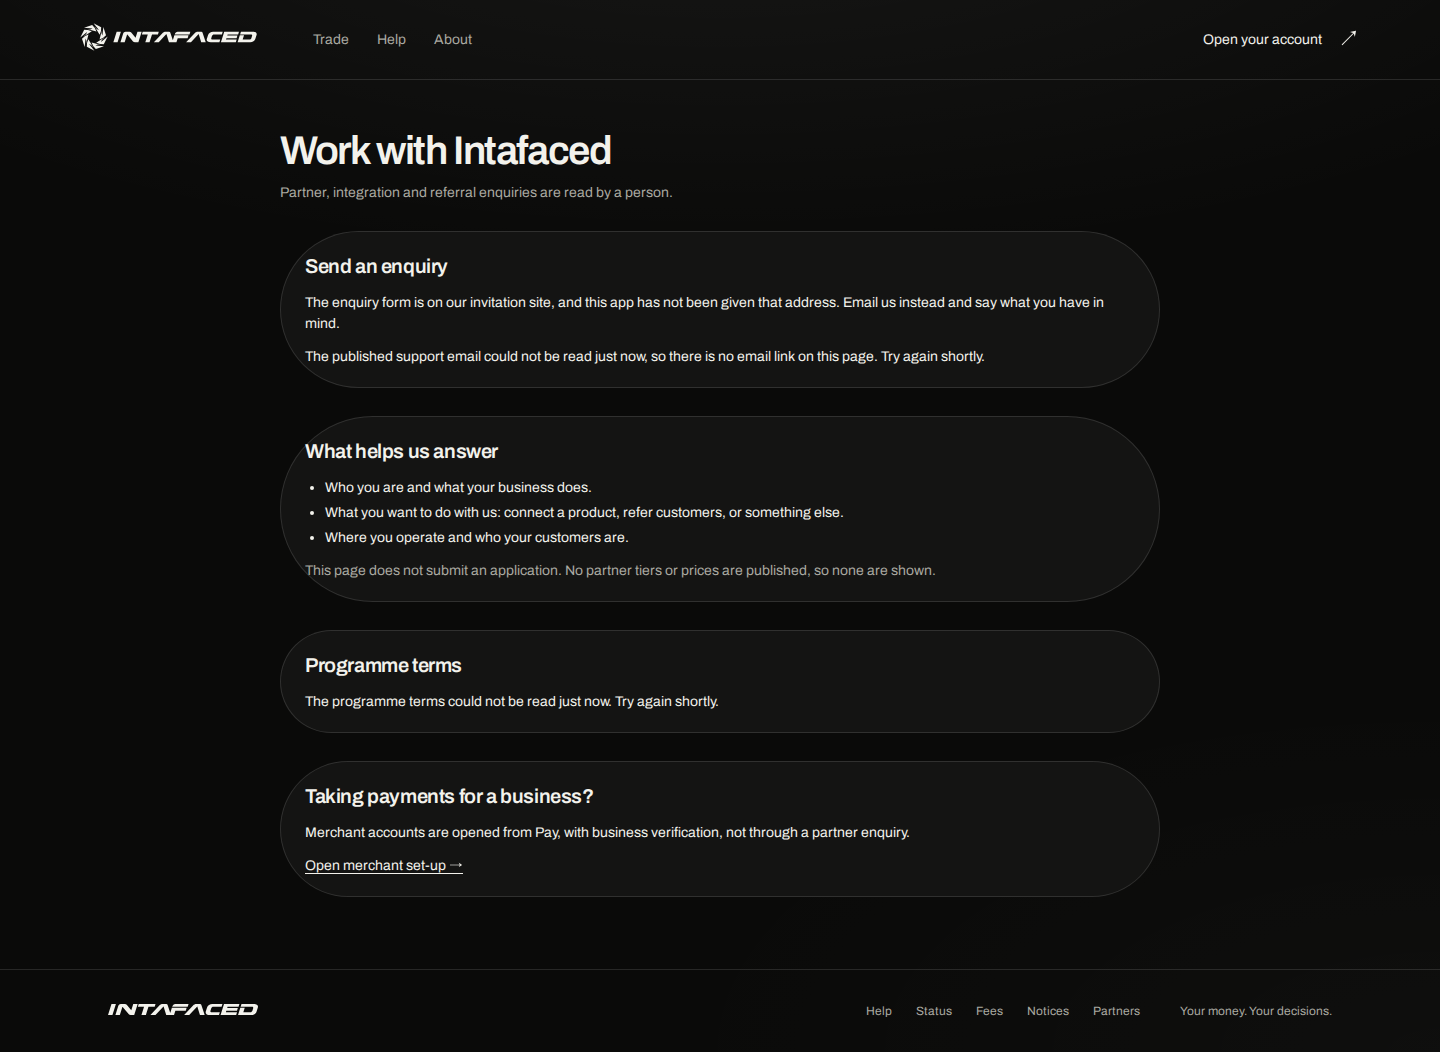 INTAFACED
Trade
Help
About
Open your account
Work with Intafaced
Partner, integration and referral enquiries are read by a person.
Send an enquiry
The enquiry form is on our invitation site, and this app has not been given that address. Email us instead and say what you have in
mind.
The published support email could not be read just now, so there is no email link on this page. Try again shortly.
What helps us answer
• Who you are and what your business does.
• What you want to do with us: connect a product, refer customers, or something else.
• Where you operate and who your customers are.
This page does not submit an application. No partner tiers or prices are published, so none are shown.
Programme terms
The programme terms could not be read just now. Try again shortly.
Taking payments for a business?
Merchant accounts are opened from Pay, with business verification, not through a partner enquiry.
Open merchant set-up →
INTAFACED
Help
Status
Fees
Notices
Partners
Your money. Your decisions.